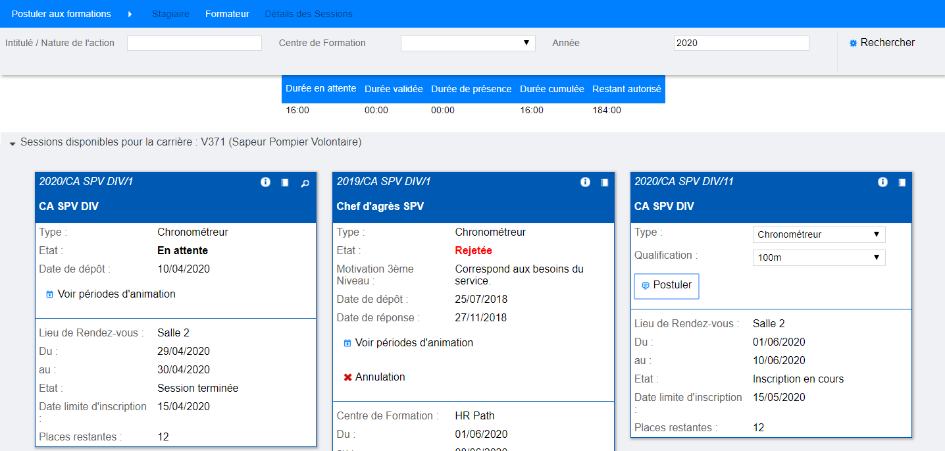 Postuler aux formations Stagiaire Formateur Détails des Sessions
Intitulé / Nature de l'action Centre de Formation Année 2020 Rechercher
Durée en attente Durée validée Durée de présence Durée cumulée Restant autorisé
16:00 00:00 00:00 16:00 184:00
Sessions disponibles pour la carrière : V371 (Sapeur Pompier Volontaire)
2020/CA SPV DIV/1
CA SPV DIV
Type : Chronométreur
Etat : En attente
Date de dépôt : 10/04/2020
Voir périodes d'animation
Lieu de Rendez-vous : Salle 2
Du : 29/04/2020
au : 30/04/2020
Etat : Session terminée
Date limite d'inscription 15/04/2020
:
Places restantes : 12
2019/CA SPV DIV/1
Chef d'agrès SPV
Type : Chronométreur
Etat : Rejetée
Motivation 3ème Correspond aux besoins du
Niveau : service.
Date de dépôt : 25/07/2018
Date de réponse : 27/11/2018
Voir périodes d'animation
Annulation
Centre de Formation : HR Path
Du : 01/06/2020
2020/CA SPV DIV/11
CA SPV DIV
Type : Chronométreur
Qualification : 100m
Postuler
Lieu de Rendez-vous : Salle 2
Du : 01/06/2020
au : 10/06/2020
Etat : Inscription en cours
Date limite d'inscription 15/05/2020
:
Places restantes : 12